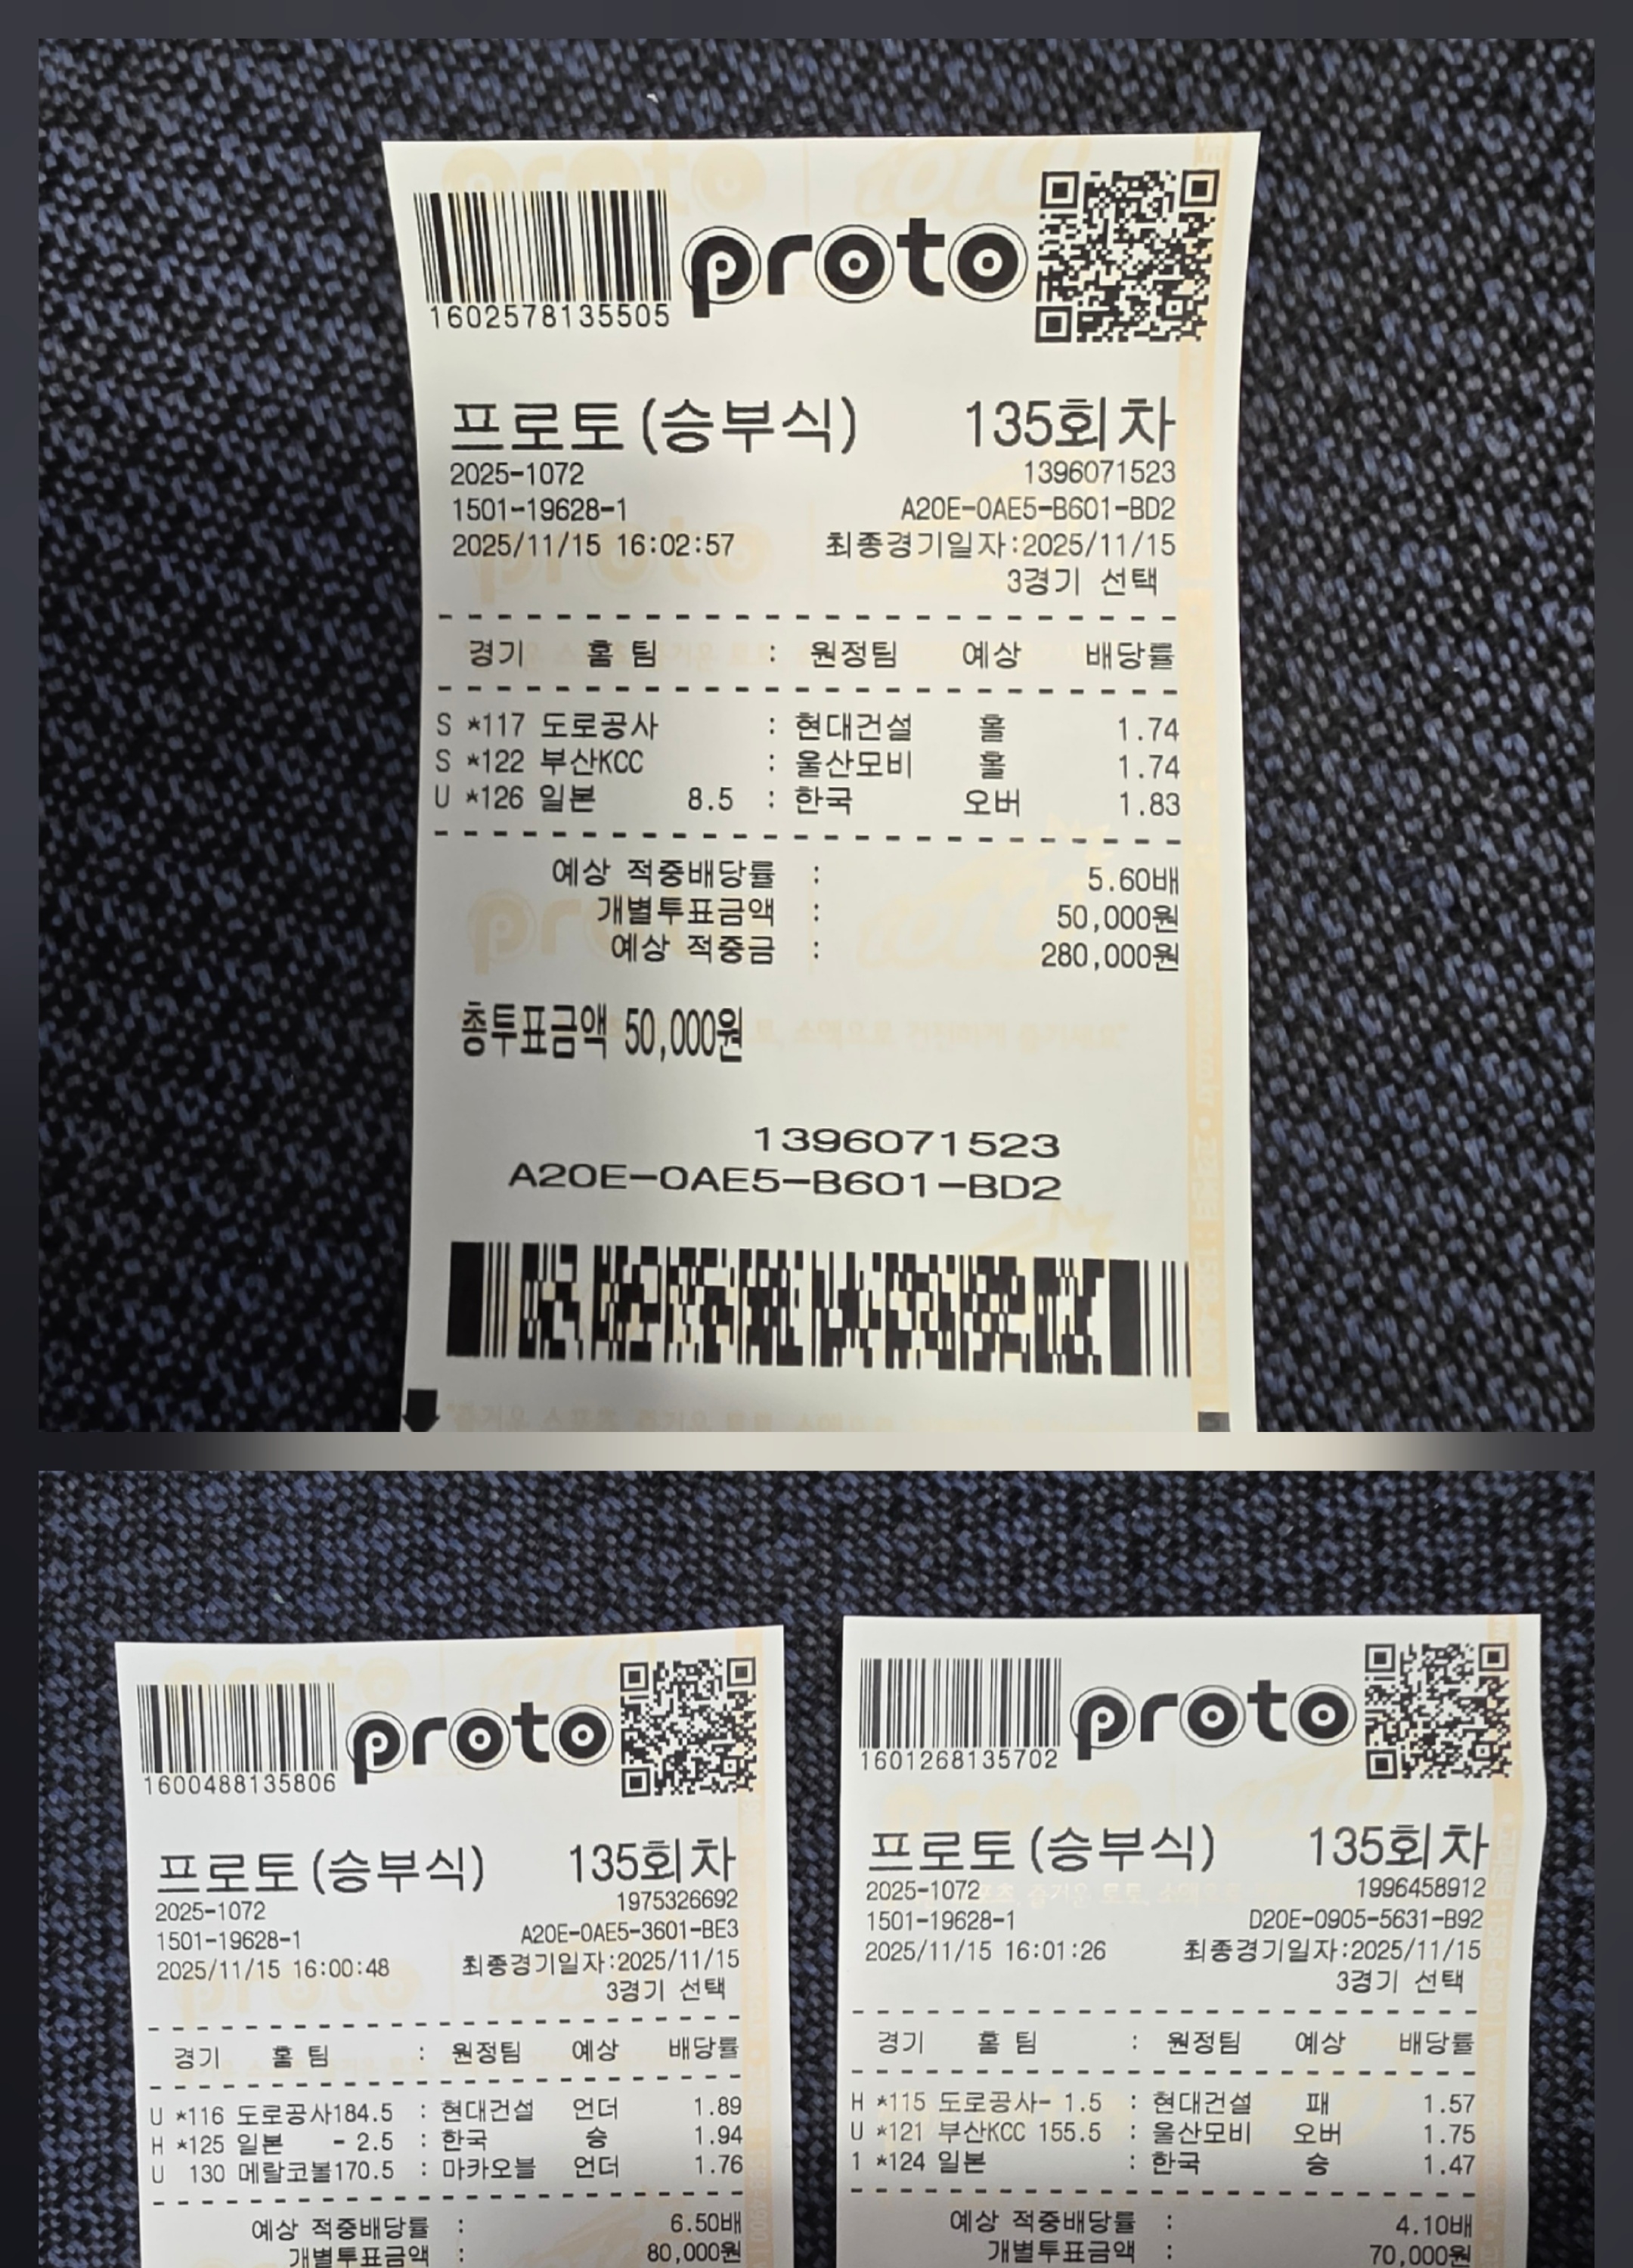 1602578135505
proto
프로토(승부식) 135회차
2025-1072 1396071523
1501-19628-1 A20E-0AE5-B601-BD2
2025/11/15 16:02:57 최종경기일자:2025/11/15
3경기 선택
경기 홈 팀 : 원정팀 예상 배당률
S *117 도로공사 : 현대건설 홀 1.74
S *122 부산KCC : 울산모비 홀 1.74
U *126 일본 8.5 : 한국 오버 1.83
예상 적중배당률 : 5.60배
개별투표금액 : 50,000원
예상 적중금 : 280,000원
총투표금액 50,000원
1396071523
A20E-0AE5-B601-BD2
1600488135806
proto
프로토(승부식) 135회차
2025-1072 1975326692
1501-19628-1 A20E-0AE5-3601-BE3
2025/11/15 16:00:48 최종경기일자:2025/11/15
3경기 선택
경기 홈 팀 : 원정팀 예상 배당률
U *116 도로공사184.5 : 현대건설 언더 1.89
H *125 일본 - 2.5 : 한국 승 1.94
U 130 메랄코볼170.5 : 마카오블 언더 1.76
예상 적중배당률 : 6.50배
개별투표금액 : 80,000원
1601268135702
proto
프로토(승부식) 135회차
2025-1072 1996458912
1501-19628-1 D20E-0905-5631-B92
2025/11/15 16:01:26 최종경기일자:2025/11/15
3경기 선택
경기 홈 팀 : 원정팀 예상 배당률
H *115 도로공사- 1.5 : 현대건설 패 1.57
U *121 부산KCC 155.5 : 울산모비 오버 1.75
1 *124 일본 : 한국 승 1.47
예상 적중배당률 : 4.10배
개별투표금액 : 70,000원